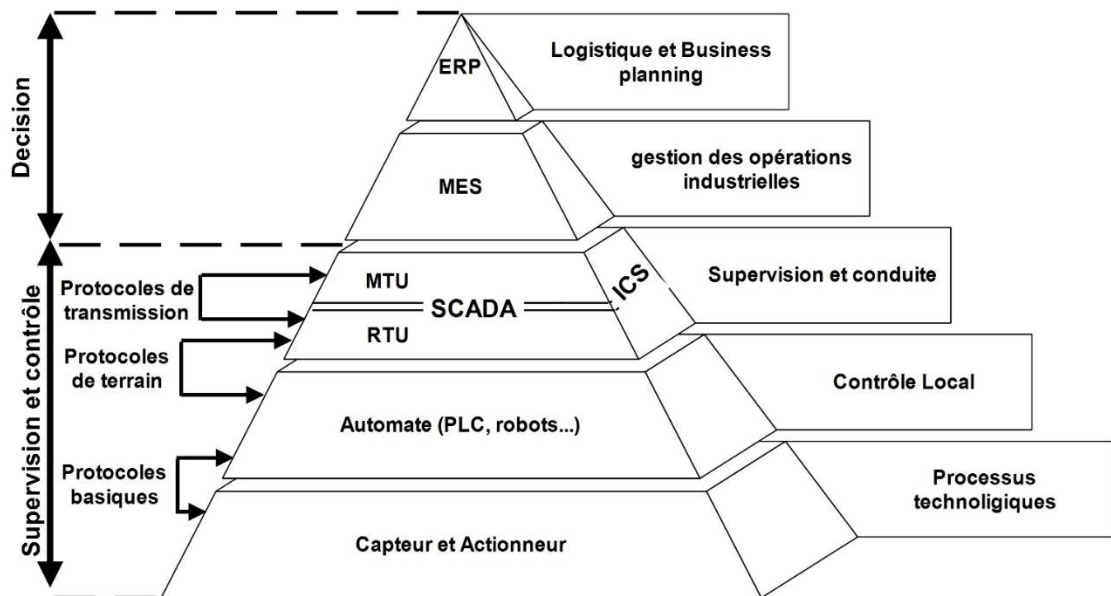 Decision
Supervision et contrôle
ERP
Logistique et Business
planning
MES
gestion des opérations
industrielles
Protocoles de
transmission
MTU
SCADA
RTU
ICS
Supervision et conduite
Protocoles
de terrain
Automate (PLC, robots...)
Contrôle Local
Protocoles
basiques
Capteur et Actionneur
Processus
technoligiques